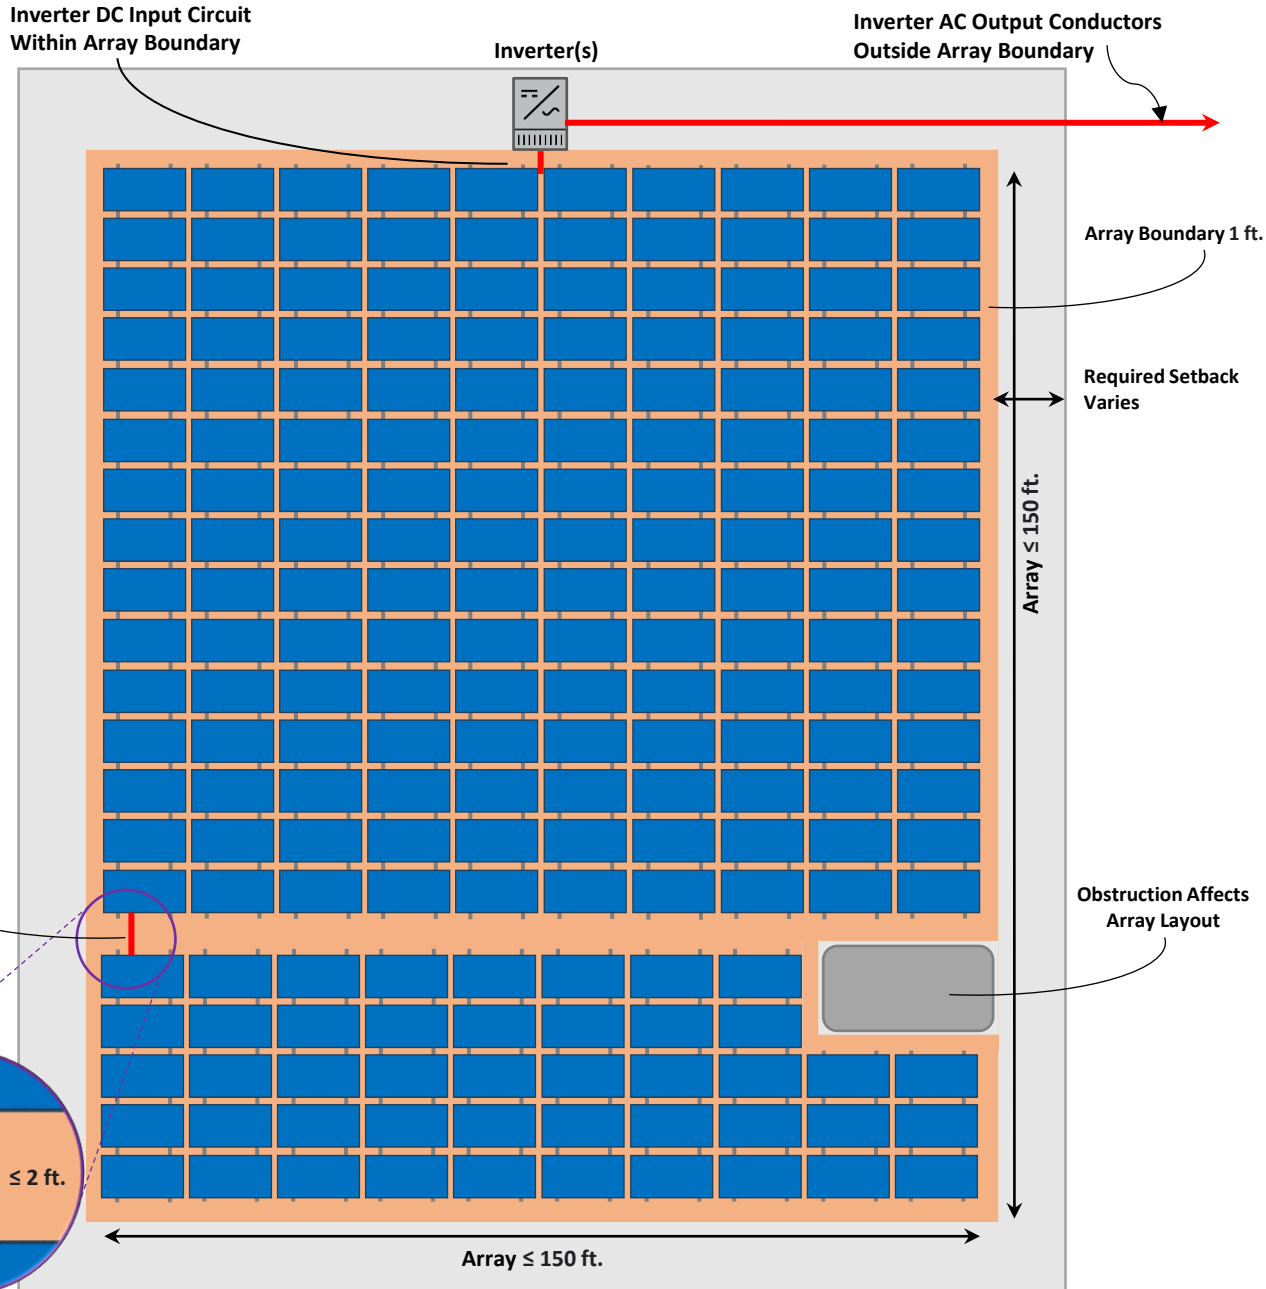 Inverter DC Input Circuit
Within Array Boundary
Inverter(s)
Inverter AC Output Conductors
Outside Array Boundary
Array Boundary 1 ft.
Required Setback
Varies
Array ≤ 150 ft.
Obstruction Affects
Array Layout
≤ 2 ft.
Array ≤ 150 ft.